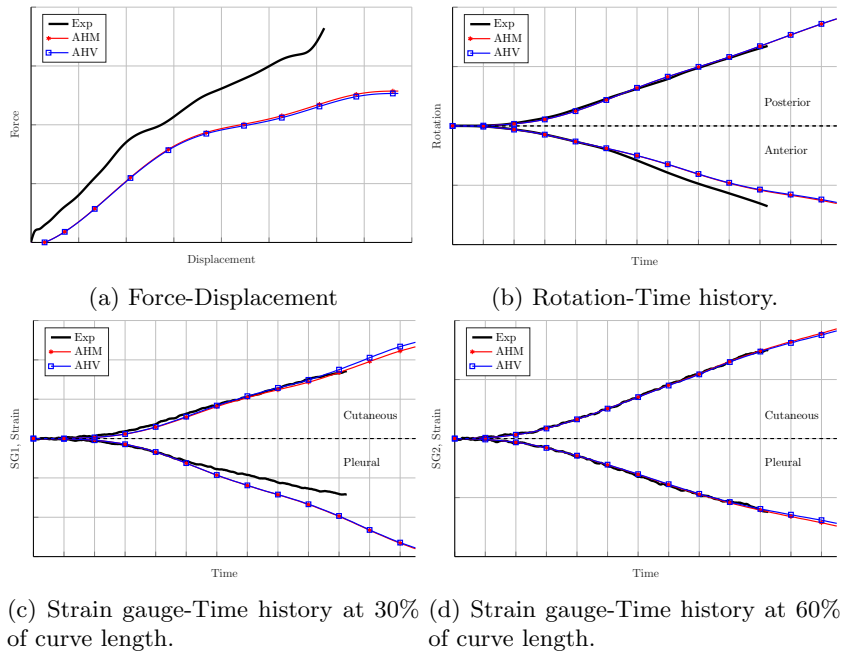 Exp
AHM
AHV
Force
Displacement
(a) Force-Displacement
Exp
AHM
AHV
Rotation
Posterior
Anterior
Time
(b) Rotation-Time history.
Exp
AHM
AHV
SG1, Strain
Cutaneous
Pleural
Time
(c) Strain gauge-Time history at 30%
of curve length.
Exp
AHM
AHV
SG2, Strain
Cutaneous
Pleural
Time
(d) Strain gauge-Time history at 60%
of curve length.